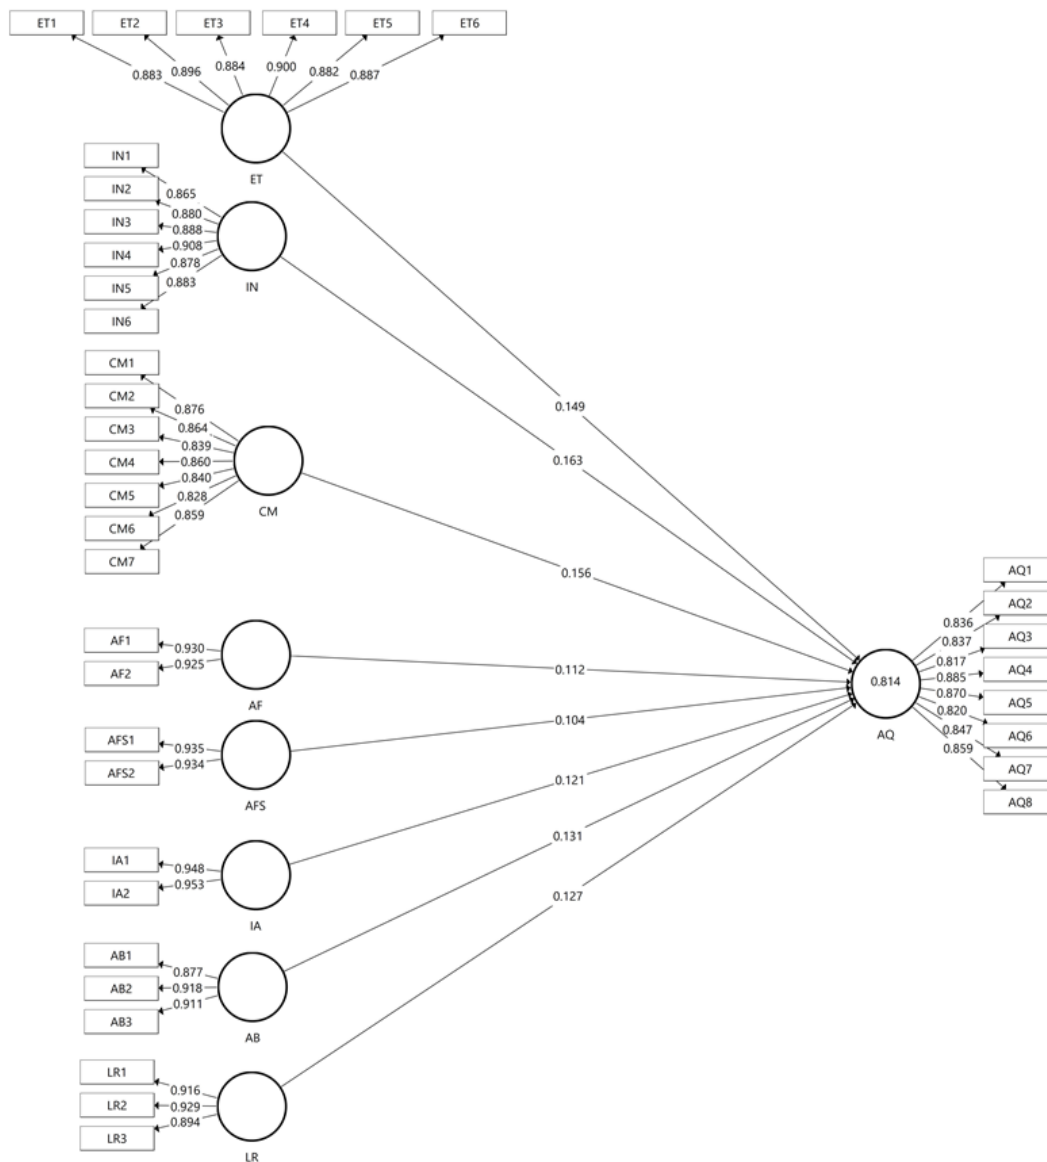 ET1 ET2 ET3 ET4 ET5 ET6
0.883 0.896 0.884 0.900 0.882 0.887
ET
IN1
IN2
IN3
IN4
IN5
IN6
0.865
0.880
0.888
0.908
0.878
0.883
IN
CM1
CM2
CM3
CM4
CM5
CM6
CM7
0.876
0.864
0.839
0.860
0.840
0.828
0.859
CM
AF1
AF2
0.930
0.925
AF
AFS1
AFS2
0.935
0.934
AFS
IA1
IA2
0.948
0.953
IA
AB1
AB2
AB3
0.877
0.918
0.911
AB
LR1
LR2
LR3
0.916
0.929
0.894
LR
0.149
0.163
0.156
0.112
0.104
0.121
0.131
0.127
0.814
AQ
0.836
0.837
0.817
0.885
0.870
0.820
0.847
0.859
AQ1
AQ2
AQ3
AQ4
AQ5
AQ6
AQ7
AQ8